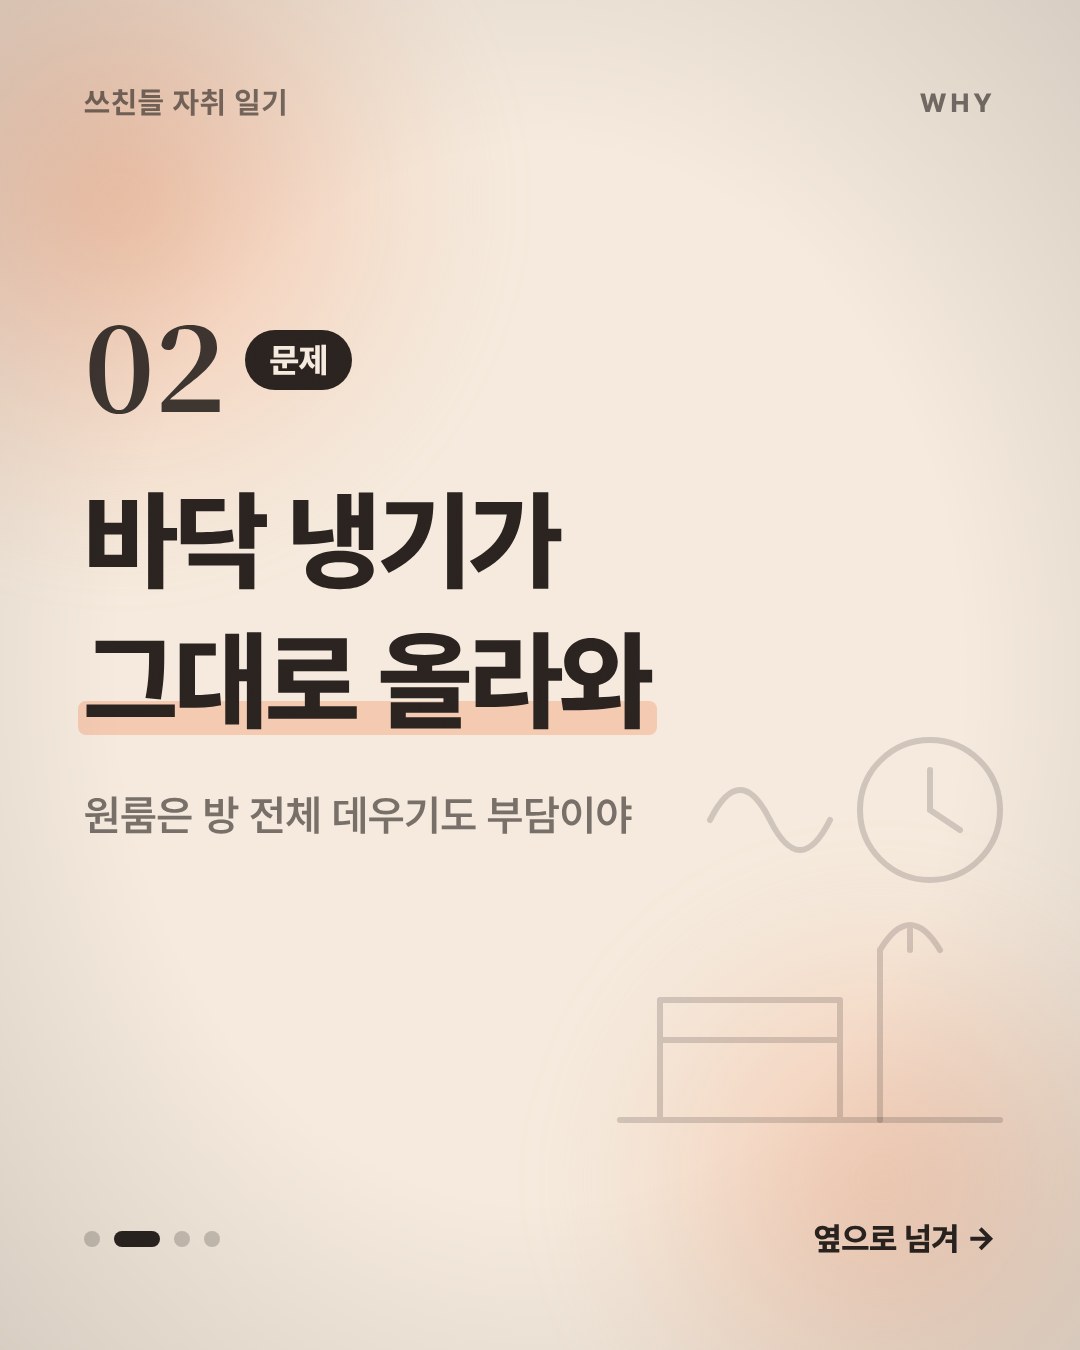 쓰친들 자취 일기
WHY
02
문제
바닥 냉기가
그대로 올라와
원룸은 방 전체 데우기도 부담이야
옆으로 넘겨 →